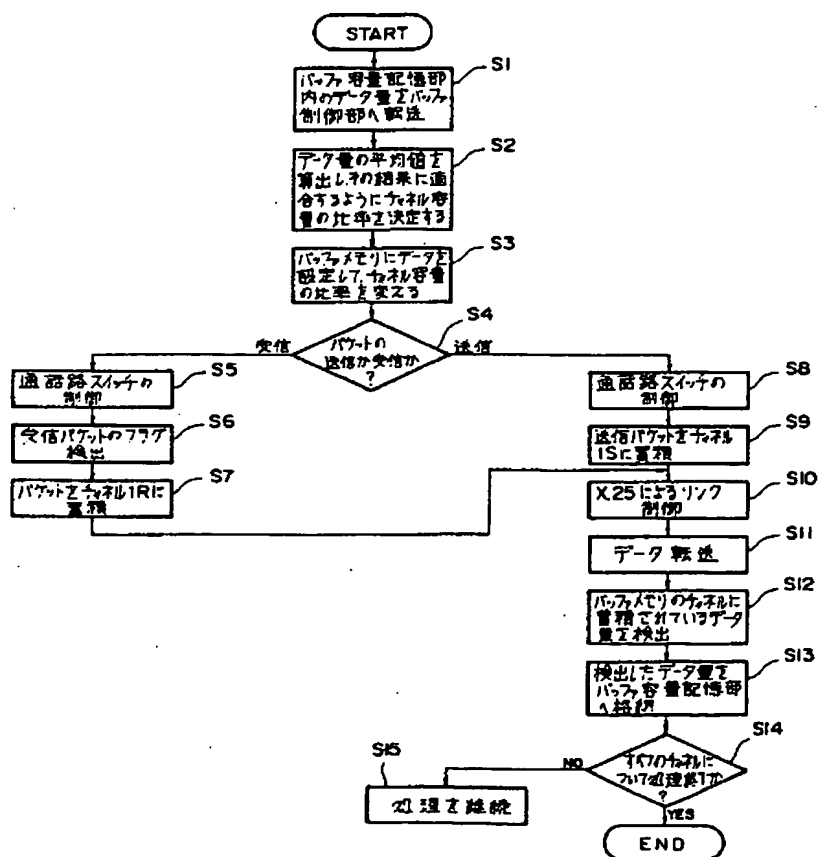 START
S1
バッファ容量記憶部
内のデータ量をバッファ
制御部へ転送
S2
データ量の平均値を
算出し、その結果に適
合するようにチャネル容
量の比率を決定する
S3
バッファメモリにデータを
設定して、チャネル容量
の比率を変える
S4
パケットの
送信か受信か
?
受信
送信
S5
通話路スイッチの
制御
S6
受信パケットのフラグ
検出
S7
パケットをチャネル1Rに
蓄積
S8
通話路スイッチの
制御
S9
送信パケットをチャネル
1Sに蓄積
S10
X.25によるリンク
制御
S11
データ転送
S12
バッファメモリのチャネルに
蓄積されているデータ
量を検出
S13
検出したデータ量を
バッファ容量記憶部
へ格納
S14
すべてのチャネルに
ついて処理終了か
?
NO
YES
S15
処理を継続
END